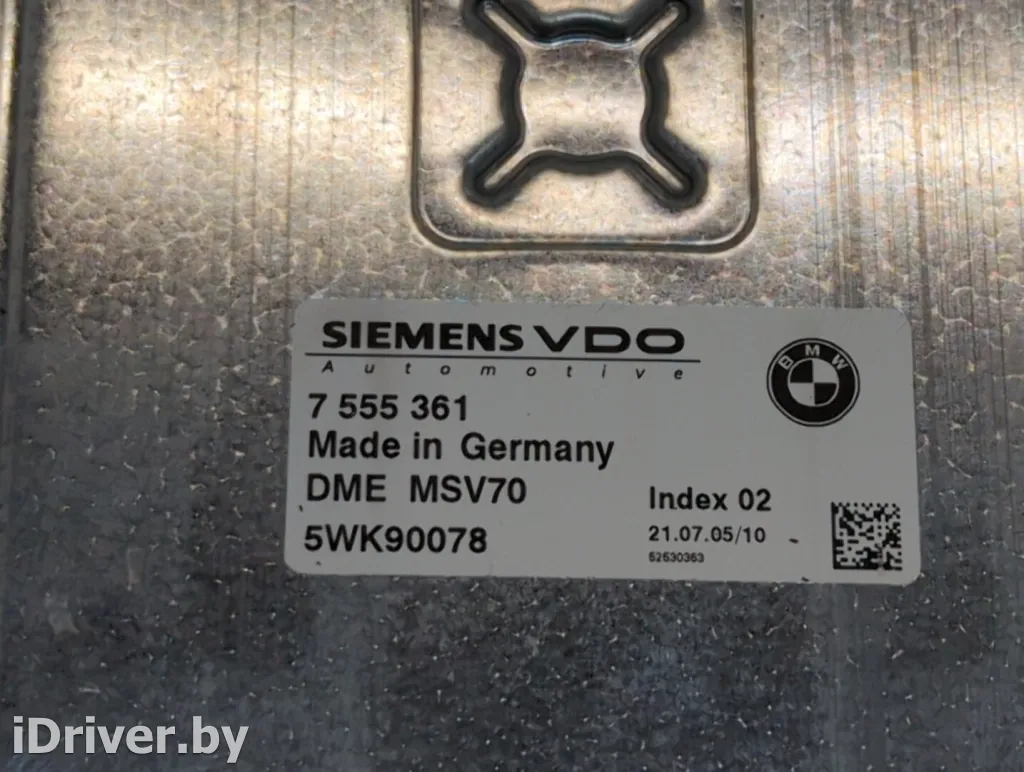 SIEMENS VDO
Automotive
BMW
7 555 361
Made in Germany
DME MSV70
Index 02
5WK90078
21.07.05/10
52530363
iDriver.by